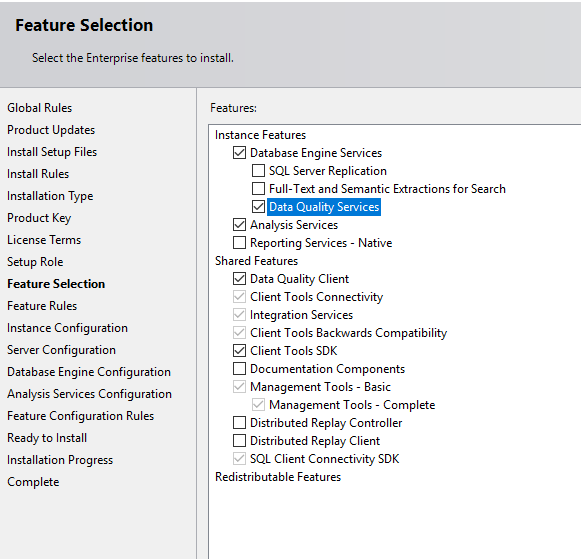 Feature Selection
Select the Enterprise features to install.
Global Rules
Product Updates
Install Setup Files
Install Rules
Installation Type
Product Key
License Terms
Setup Role
Feature Selection
Feature Rules
Instance Configuration
Server Configuration
Database Engine Configuration
Analysis Services Configuration
Feature Configuration Rules
Ready to Install
Installation Progress
Complete
Features:
Instance Features
Database Engine Services
SQL Server Replication
Full-Text and Semantic Extractions for Search
Data Quality Services
Analysis Services
Reporting Services - Native
Shared Features
Data Quality Client
Client Tools Connectivity
Integration Services
Client Tools Backwards Compatibility
Client Tools SDK
Documentation Components
Management Tools - Basic
Management Tools - Complete
Distributed Replay Controller
Distributed Replay Client
SQL Client Connectivity SDK
Redistributable Features